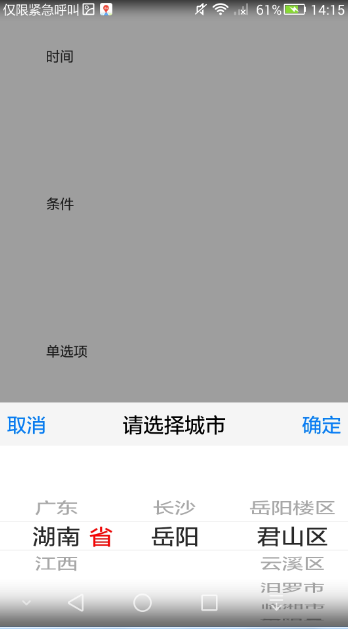 仅限紧急呼叫 61% 14:15
时间
条件
单选项
取消 请选择城市 确定
广东 长沙 岳阳楼区
湖南 省 岳阳 君山区
江西 云溪区
汨罗市